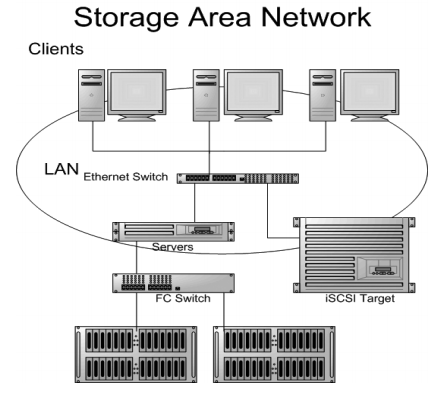 Storage Area Network
Clients
LAN
Ethernet Switch
Servers
FC Switch
iSCSI Target